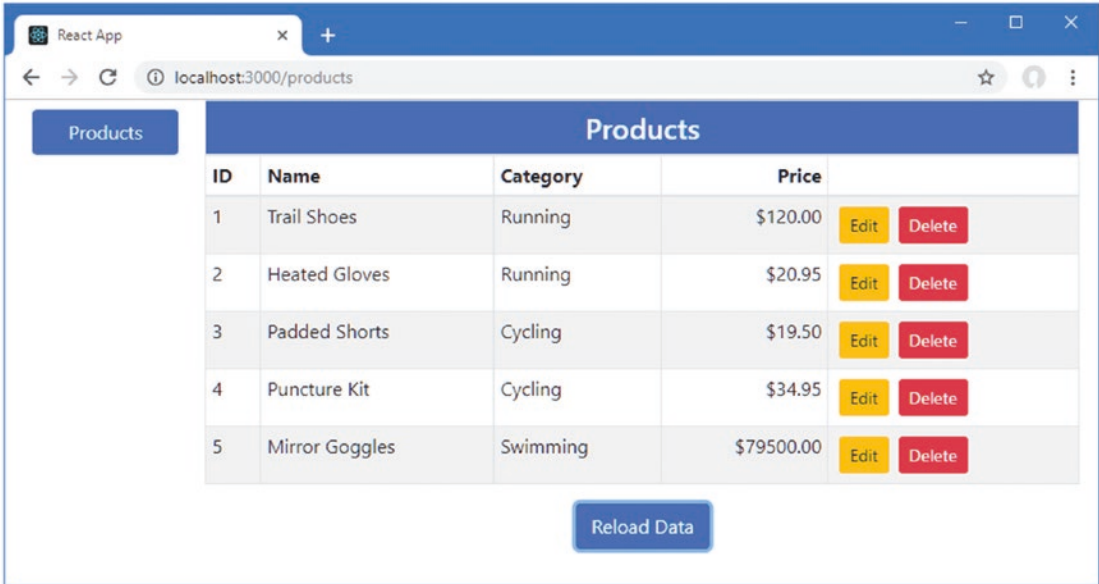 React App
localhost:3000/products
Products
Products
ID Name Category Price
1 Trail Shoes Running $120.00 Edit Delete
2 Heated Gloves Running $20.95 Edit Delete
3 Padded Shorts Cycling $19.50 Edit Delete
4 Puncture Kit Cycling $34.95 Edit Delete
5 Mirror Goggles Swimming $79500.00 Edit Delete
Reload Data